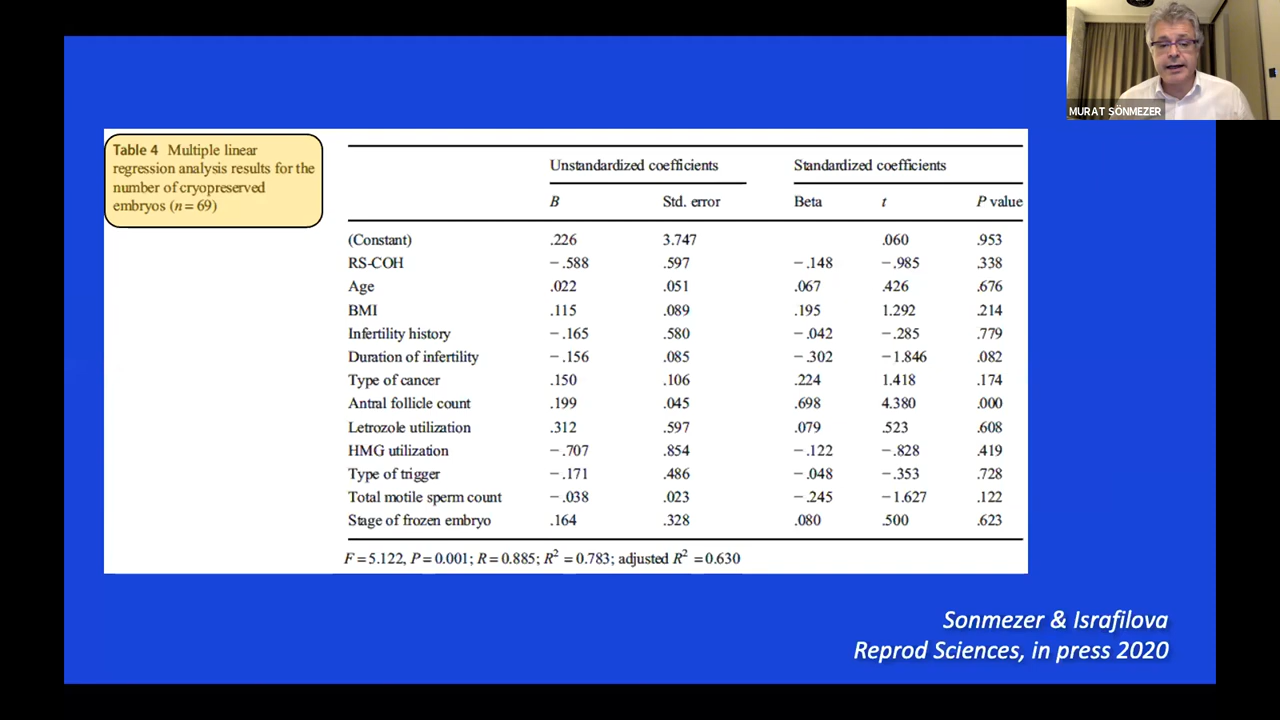 MURAT SÖNMEZER
Table 4 Multiple linear
regression analysis results for the
number of cryopreserved
embryos (n = 69)
Unstandardized coefficients Standardized coefficients
B Std. error Beta t P value
(Constant) .226 3.747 .060 .953
RS-COH − .588 .597 − .148 − .985 .338
Age .022 .051 .067 .426 .676
BMI .115 .089 .195 1.292 .214
Infertility history − .165 .580 − .042 − .285 .779
Duration of infertility − .156 .085 − .302 − 1.846 .082
Type of cancer .150 .106 .224 1.418 .174
Antral follicle count .199 .045 .698 4.380 .000
Letrozole utilization .312 .597 .079 .523 .608
HMG utilization − .707 .854 − .122 − .828 .419
Type of trigger − .171 .486 − .048 − .353 .728
Total motile sperm count − .038 .023 − .245 − 1.627 .122
Stage of frozen embryo .164 .328 .080 .500 .623
F = 5.122, P = 0.001; R = 0.885; R² = 0.783; adjusted R² = 0.630
Sonmezer & Israfilova
Reprod Sciences, in press 2020